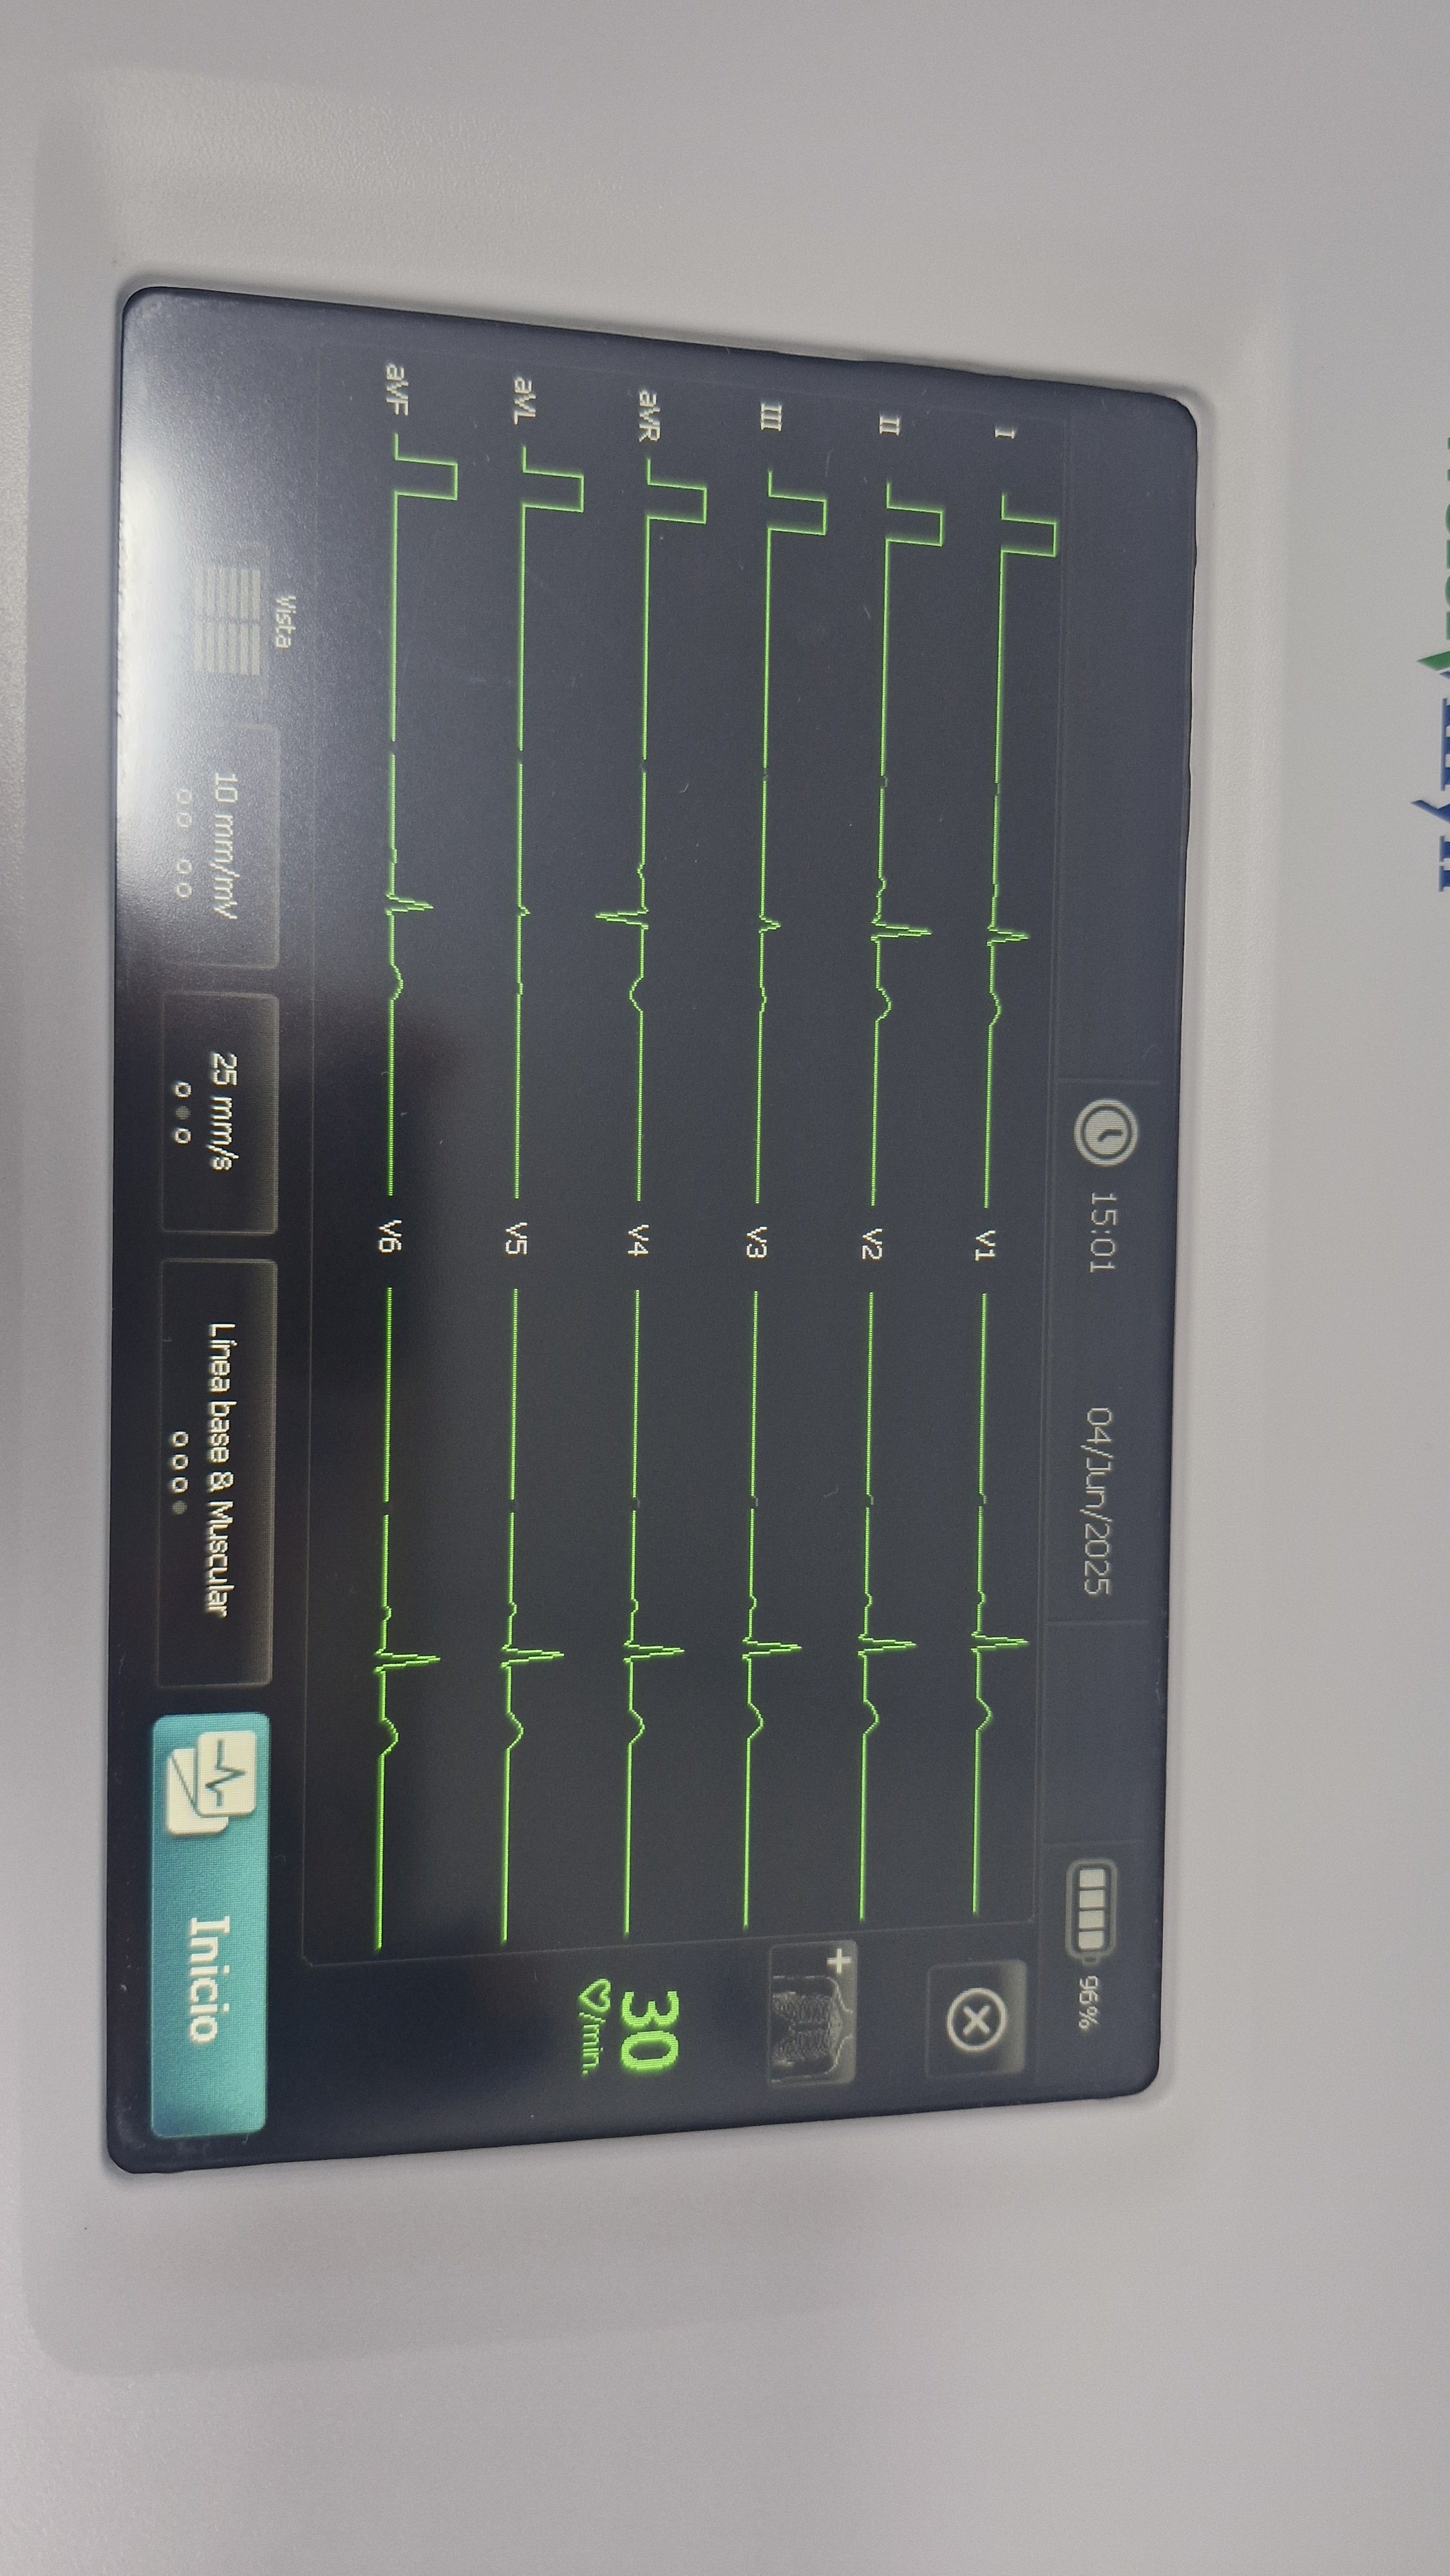 15:01
04/Jun/2025
96%
I
II
III
aVR
aVL
aVF
V1
V2
V3
V4
V5
V6
+
30
/min.
Vista
10 mm/mV
25 mm/s
Línea base & Muscular
Inicio